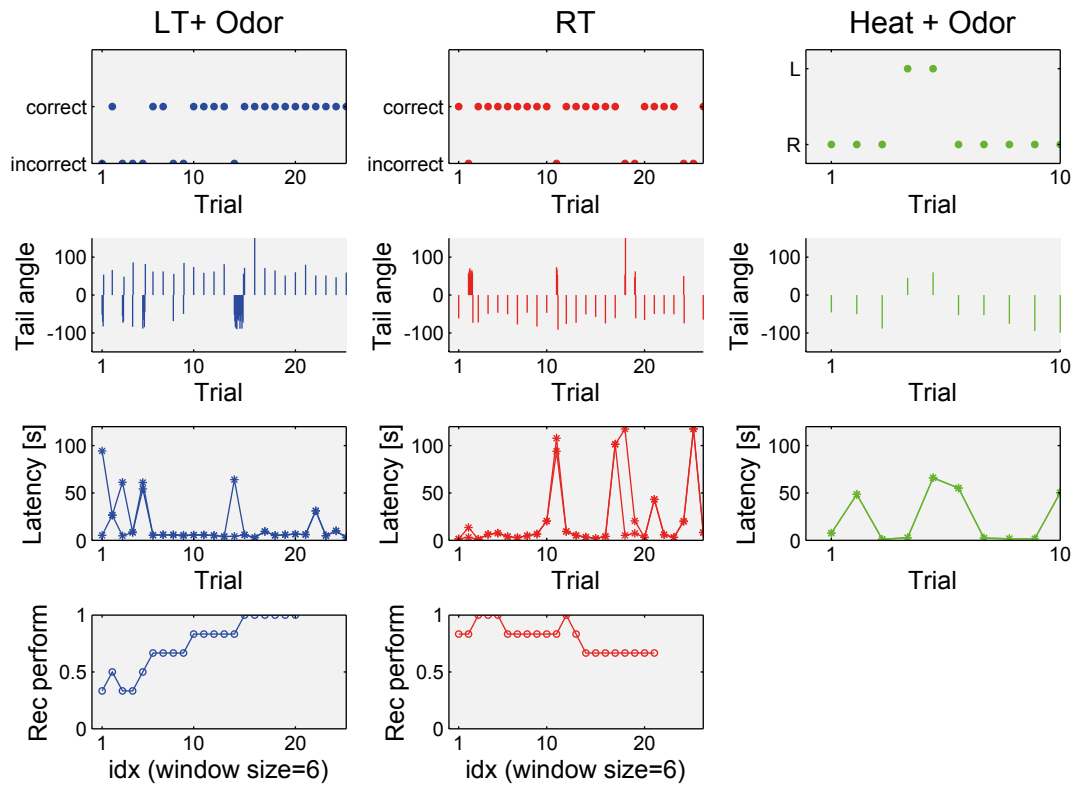 LT+ Odor
RT
Heat + Odor
correct
incorrect
1
10
20
Trial
correct
incorrect
1
10
20
Trial
L
R
1
10
Trial
Tail angle
100
0
-100
1
10
20
Trial
Tail angle
100
0
-100
1
10
20
Trial
Tail angle
100
0
-100
1
10
Trial
Latency [s]
100
50
0
1
10
20
Trial
Latency [s]
100
50
0
1
10
20
Trial
Latency [s]
100
50
0
1
10
Trial
Rec perform
1
0.5
0
1
10
20
idx (window size=6)
Rec perform
1
0.5
0
1
10
20
idx (window size=6)